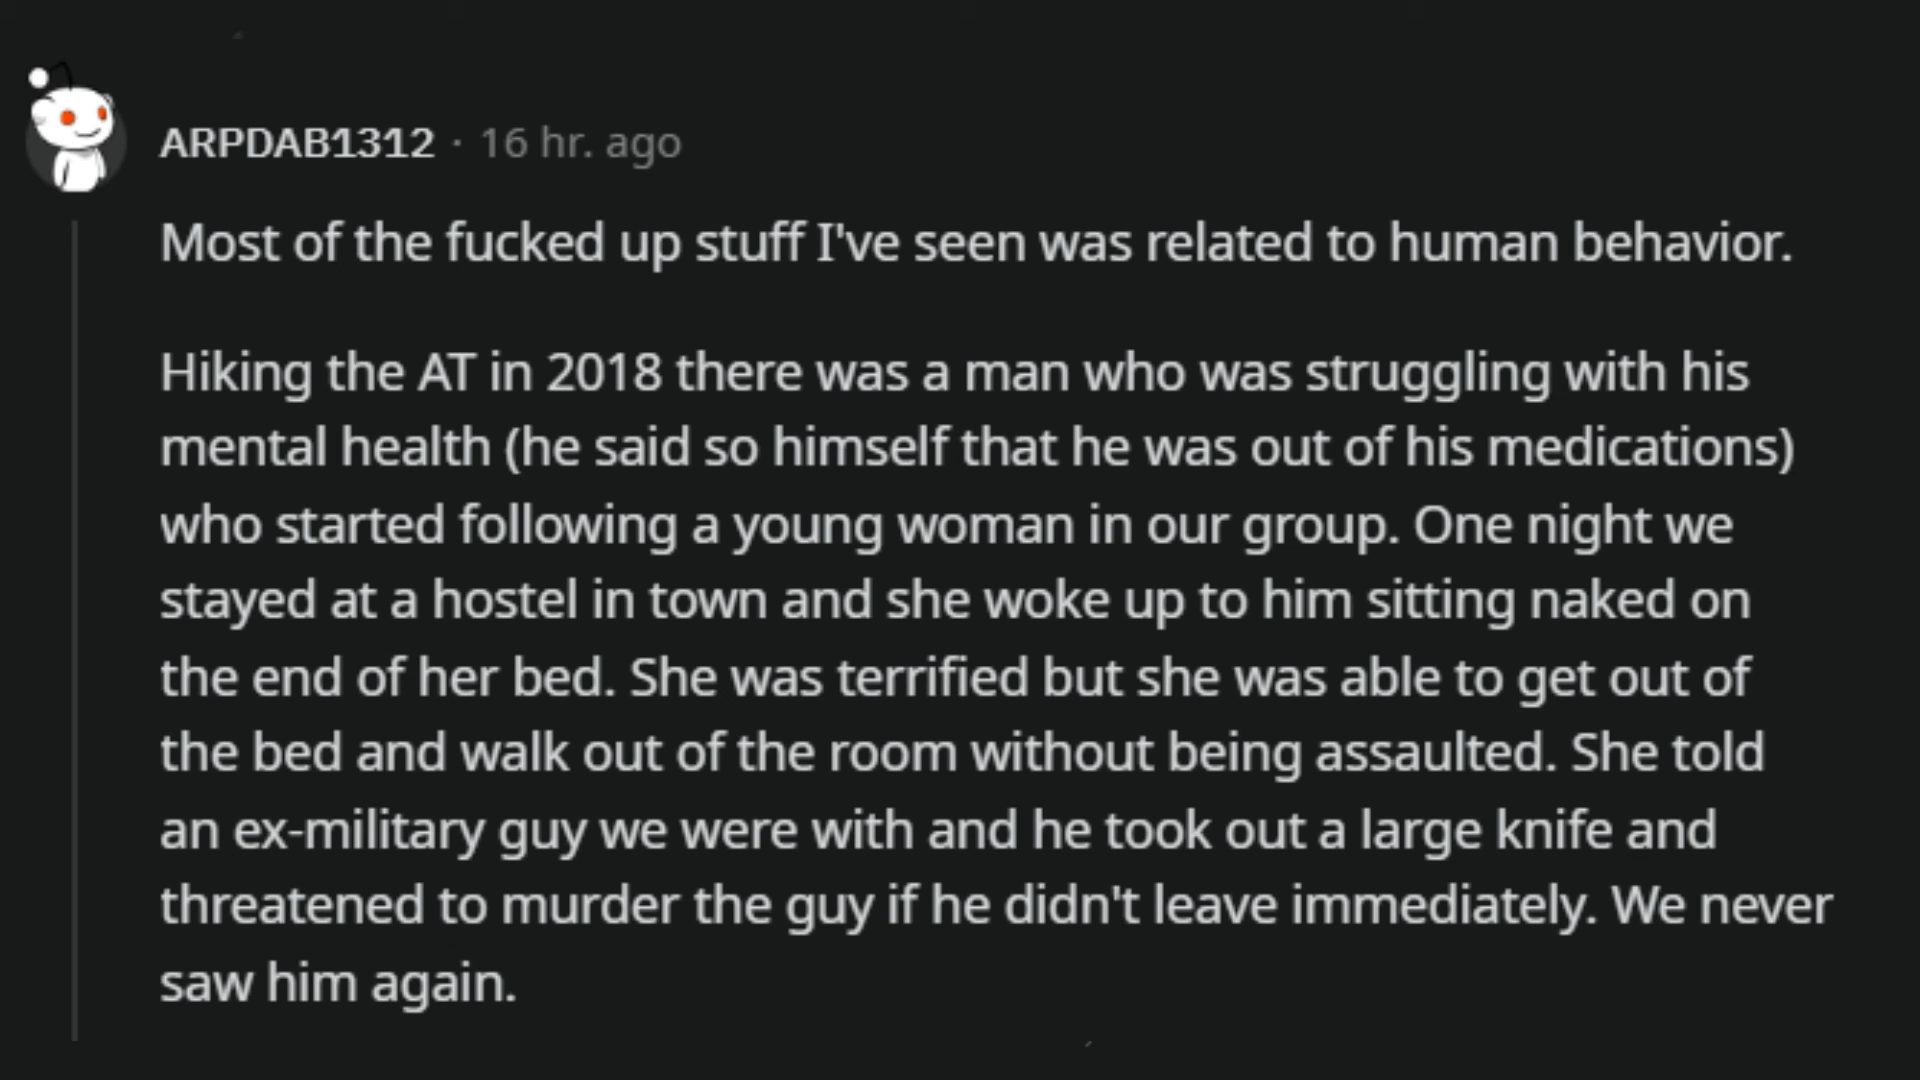 ARPDAB1312 · 16 hr. ago
Most of the fucked up stuff I've seen was related to human behavior.
Hiking the AT in 2018 there was a man who was struggling with his
mental health (he said so himself that he was out of his medications)
who started following a young woman in our group. One night we
stayed at a hostel in town and she woke up to him sitting naked on
the end of her bed. She was terrified but she was able to get out of
the bed and walk out of the room without being assaulted. She told
an ex-military guy we were with and he took out a large knife and
threatened to murder the guy if he didn't leave immediately. We never
saw him again.